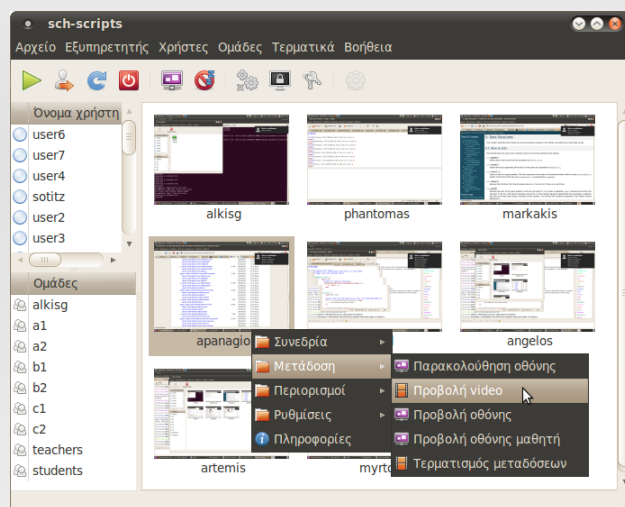 sch-scripts
Αρχείο Εξυπηρετητής Χρήστες Ομάδες Τερματικά Βοήθεια
Όνομα χρήστη
user6
user7
user4
sotitz
user2
user3
Ομάδες
alkisg
a1
a2
b1
b2
c1
c2
teachers
students
alkisg
phantomas
markakis
apanagio
angelos
artemis
Συνεδρία
Μετάδοση
Περιορισμοί
Ρυθμίσεις
Πληροφορίες
Παρακολούθηση οθόνης
Προβολή video
Προβολή οθόνης
Προβολή οθόνης μαθητή
Τερματισμός μεταδόσεων